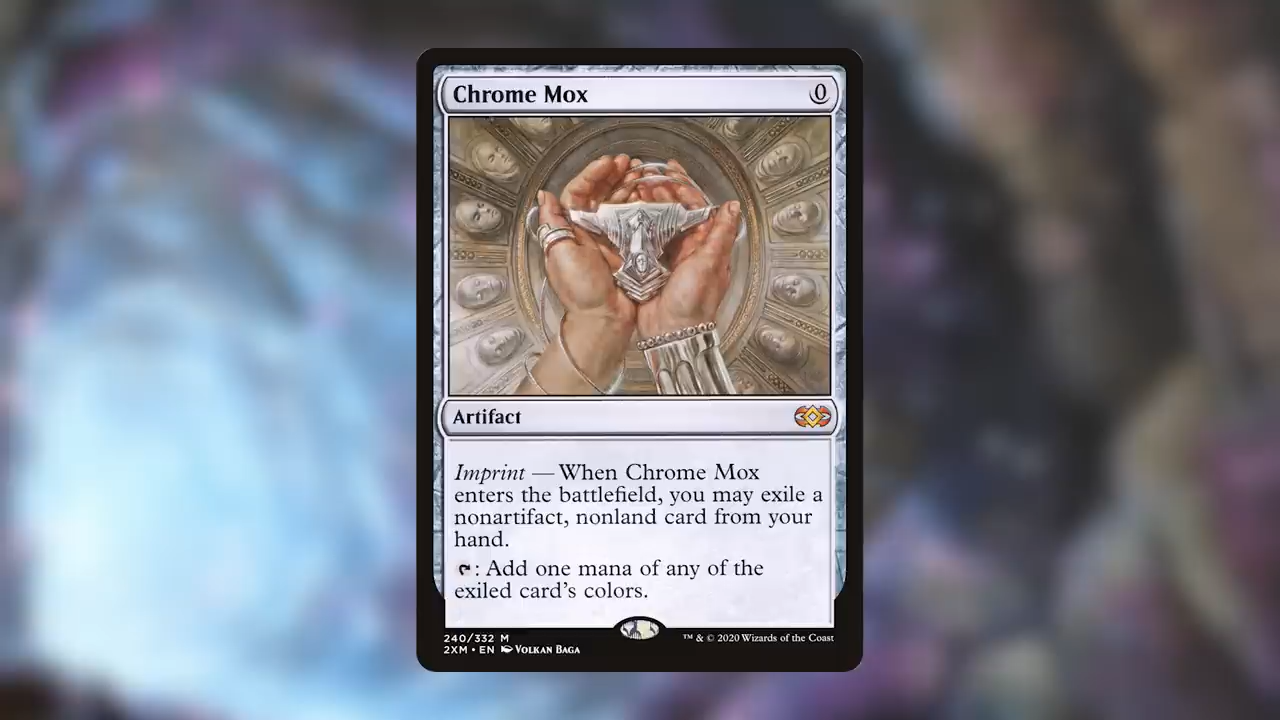 Chrome Mox 0
Artifact
Imprint — When Chrome Mox
enters the battlefield, you may exile a
nonartifact, nonland card from your
hand.
: Add one mana of any of the
exiled card's colors.
240/332 M ™ & © 2020 Wizards of the Coast
2XM • EN Volkan Baga